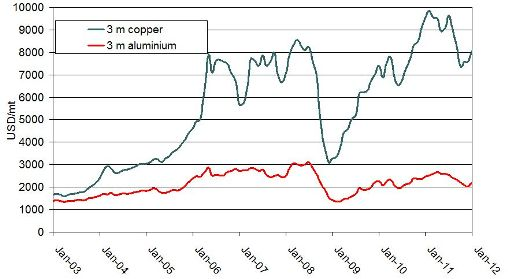 10000
9000
8000
7000
6000
5000
4000
3000
2000
1000
0
USD/mt
3 m copper
3 m aluminium
Jan-03
Jan-04
Jan-05
Jan-06
Jan-07
Jan-08
Jan-09
Jan-10
Jan-11
Jan-12